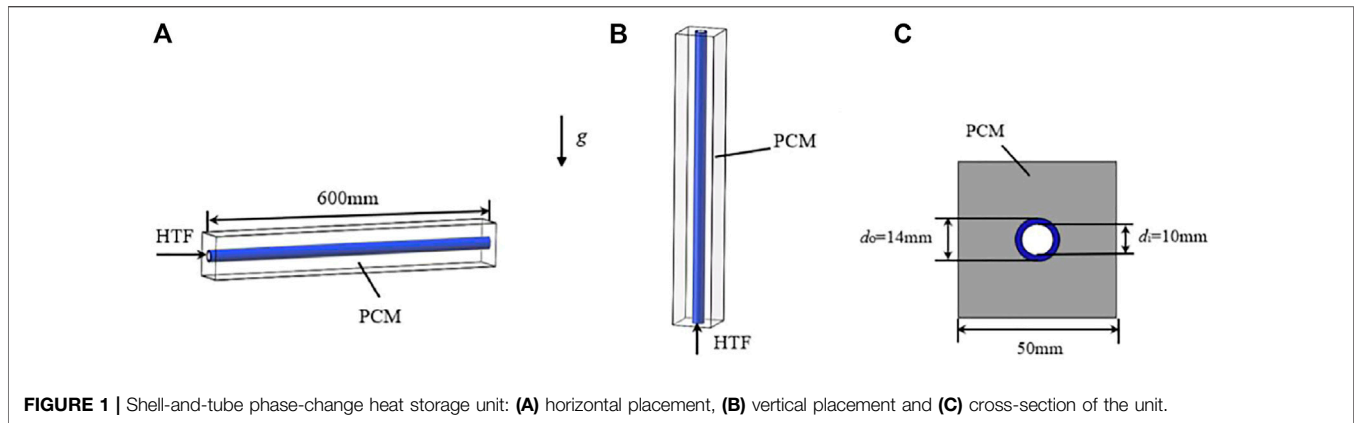 A
B
C
g
PCM
PCM
600mm
HTF
dₒ=14mm
dᵢ=10mm
PCM
HTF
50mm
FIGURE 1 | Shell-and-tube phase-change heat storage unit: (A) horizontal placement, (B) vertical placement and (C) cross-section of the unit.